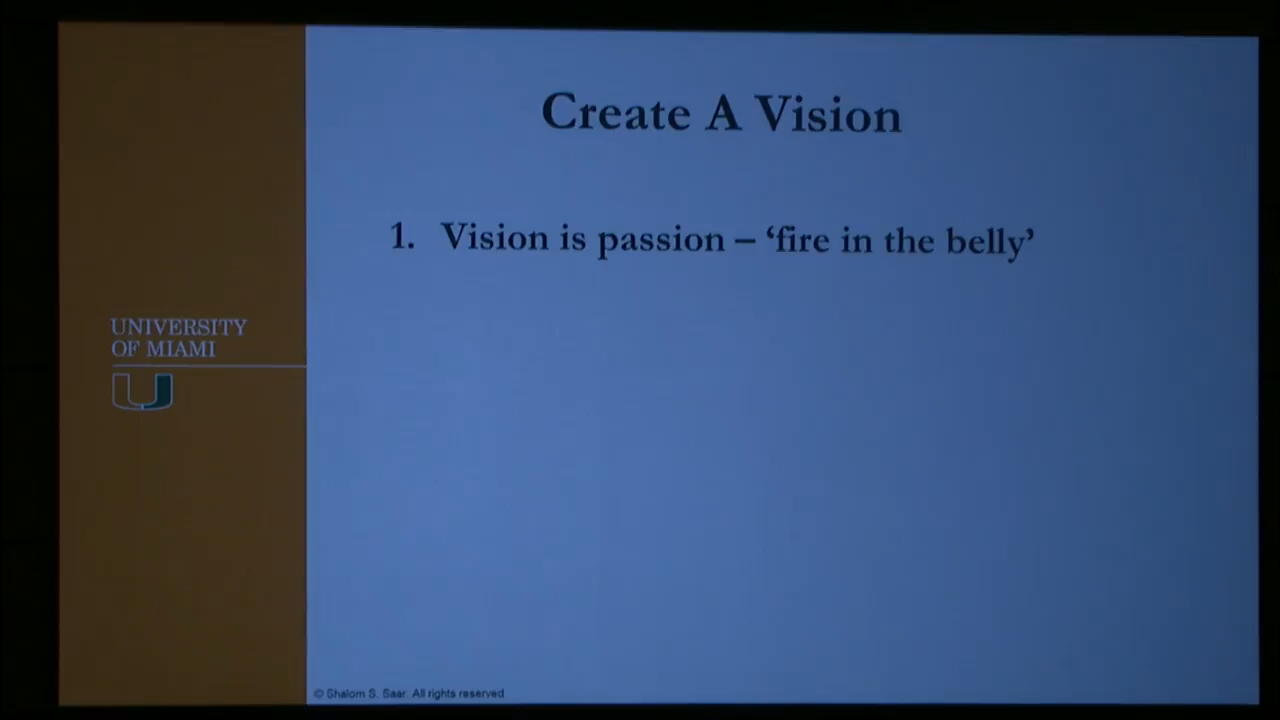 Create A Vision
1. Vision is passion – ‘fire in the belly’
UNIVERSITY
OF MIAMI
U
© Shalom S. Saar. All rights reserved